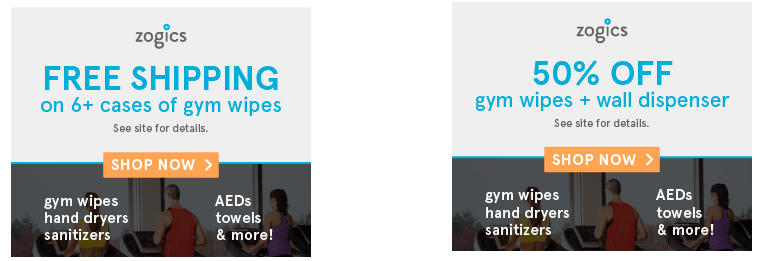 zogics
FREE SHIPPING
on 6+ cases of gym wipes
See site for details.
SHOP NOW
gym wipes
hand dryers
sanitizers
AEDs
towels
& more!
zogics
50% OFF
gym wipes + wall dispenser
See site for details.
SHOP NOW
gym wipes
hand dryers
sanitizers
AEDs
towels
& more!